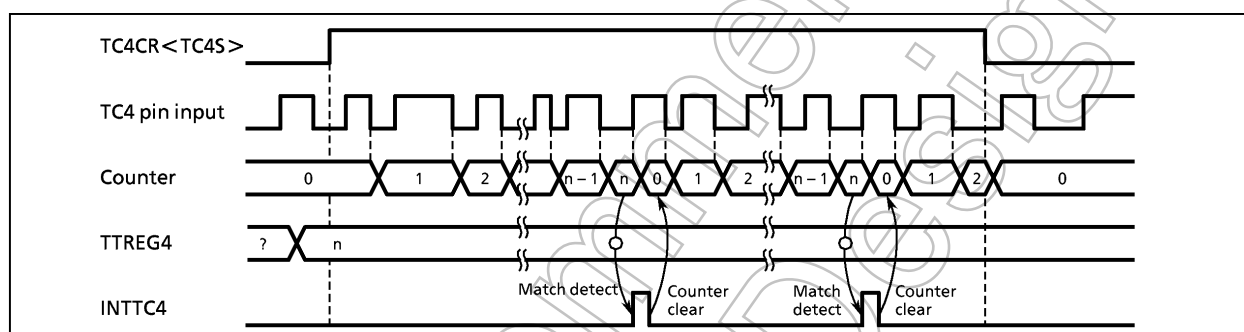 TC4CR<TC4S>
TC4 pin input
Counter
0 1 2 n – 1 n 0 1 2 n – 1 n 0 1 2 0
TTREG4
? n
Match detect Counter clear Match detect Counter clear
INTTC4